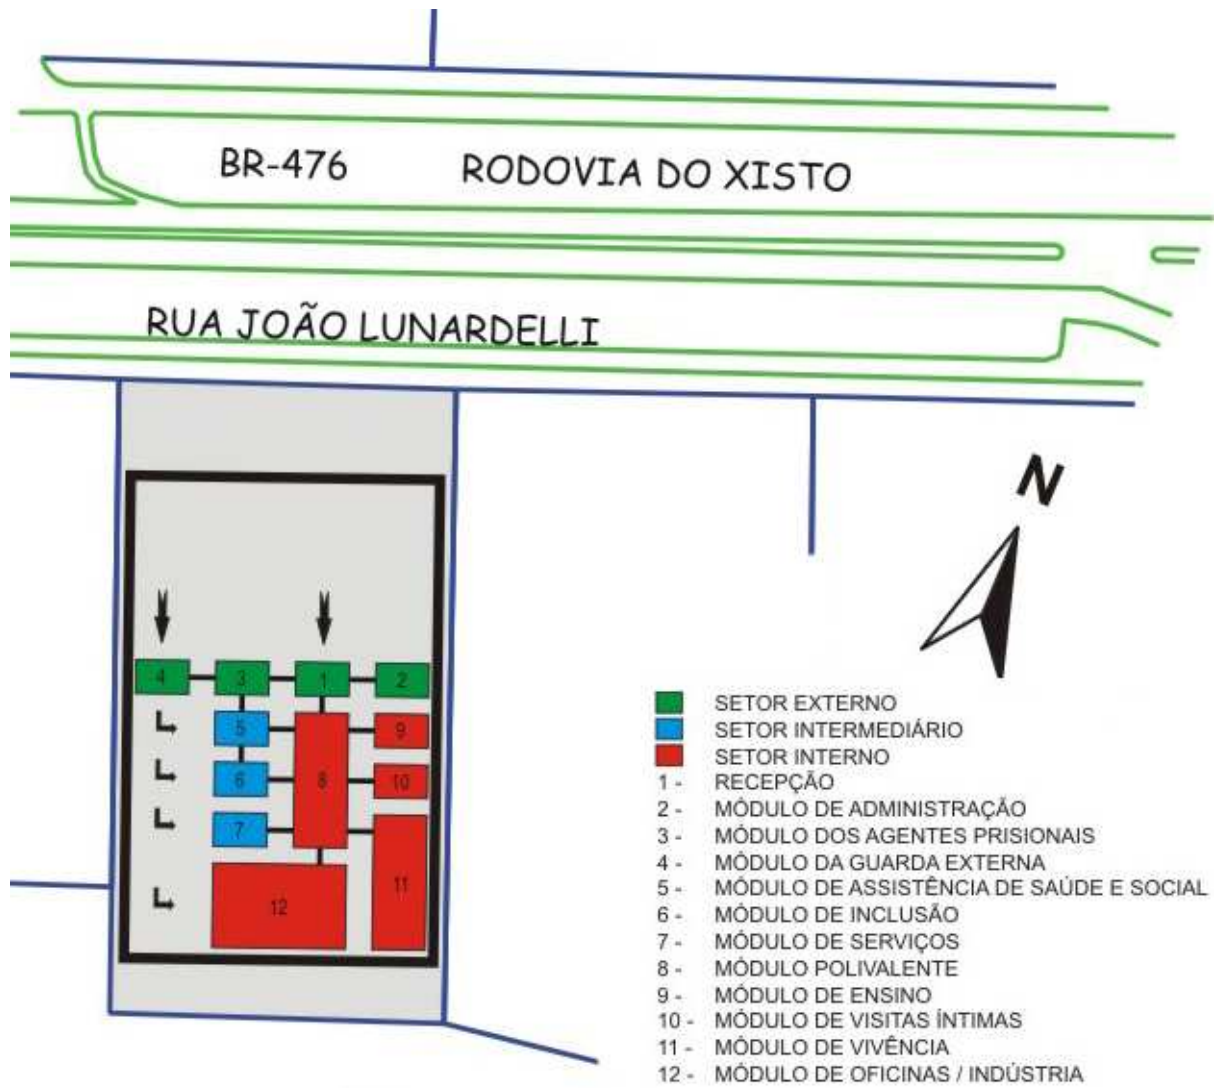 BR-476 RODOVIA DO XISTO
RUA JOÃO LUNARDELLI
N
4 3 1 2
5 9
6 8 10
7
11
12
SETOR EXTERNO
SETOR INTERMEDIÁRIO
SETOR INTERNO
1 - RECEPÇÃO
2 - MÓDULO DE ADMINISTRAÇÃO
3 - MÓDULO DOS AGENTES PRISIONAIS
4 - MÓDULO DA GUARDA EXTERNA
5 - MÓDULO DE ASSISTÊNCIA DE SAÚDE E SOCIAL
6 - MÓDULO DE INCLUSÃO
7 - MÓDULO DE SERVIÇOS
8 - MÓDULO POLIVALENTE
9 - MÓDULO DE ENSINO
10 - MÓDULO DE VISITAS ÍNTIMAS
11 - MÓDULO DE VIVÊNCIA
12 - MÓDULO DE OFICINAS / INDÚSTRIA